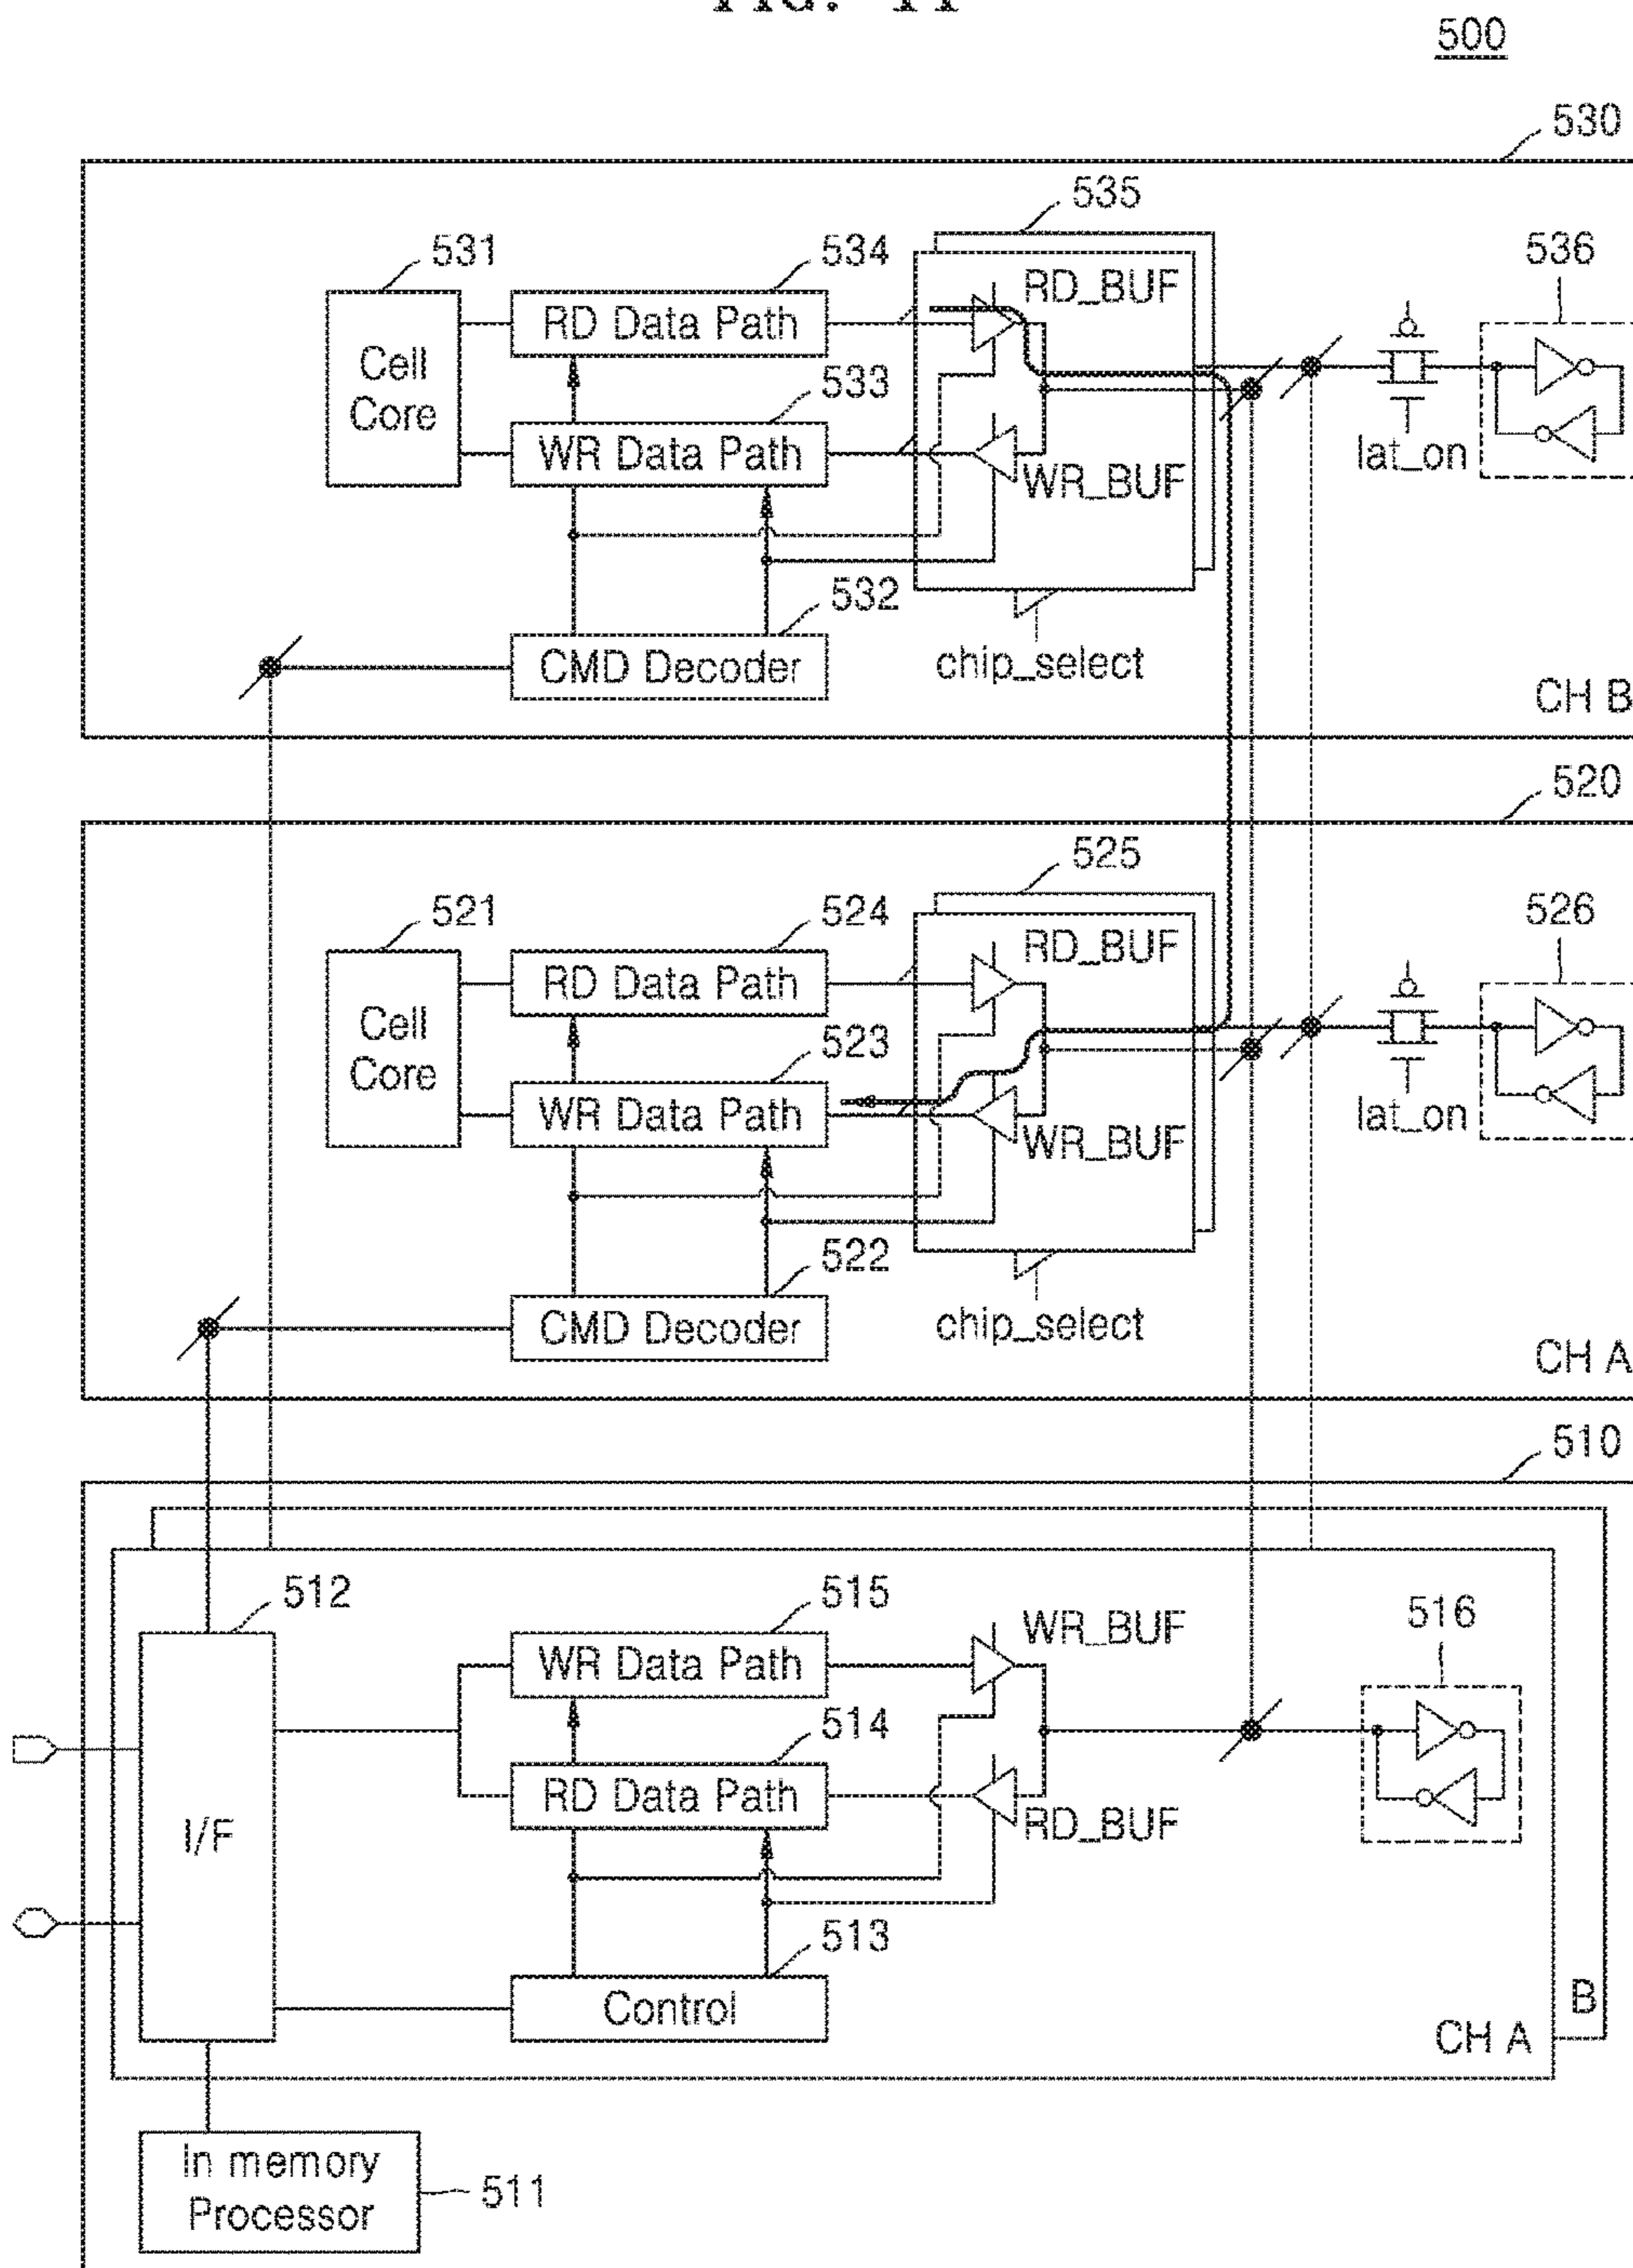 500
530
535
531
534
536
RD_BUF
RD Data Path
Cell
Core
533
WR Data Path
lat_on
WR_BUF
532
CMD Decoder
chip_select
CH B
520
525
521
524
526
RD_BUF
RD Data Path
Cell
Core
523
WR Data Path
lat_on
WR_BUF
522
CMD Decoder
chip_select
CH A
510
512
515
516
WR_BUF
WR Data Path
514
RD Data Path
RD_BUF
I/F
513
Control
B
CH A
In memory
Processor
511